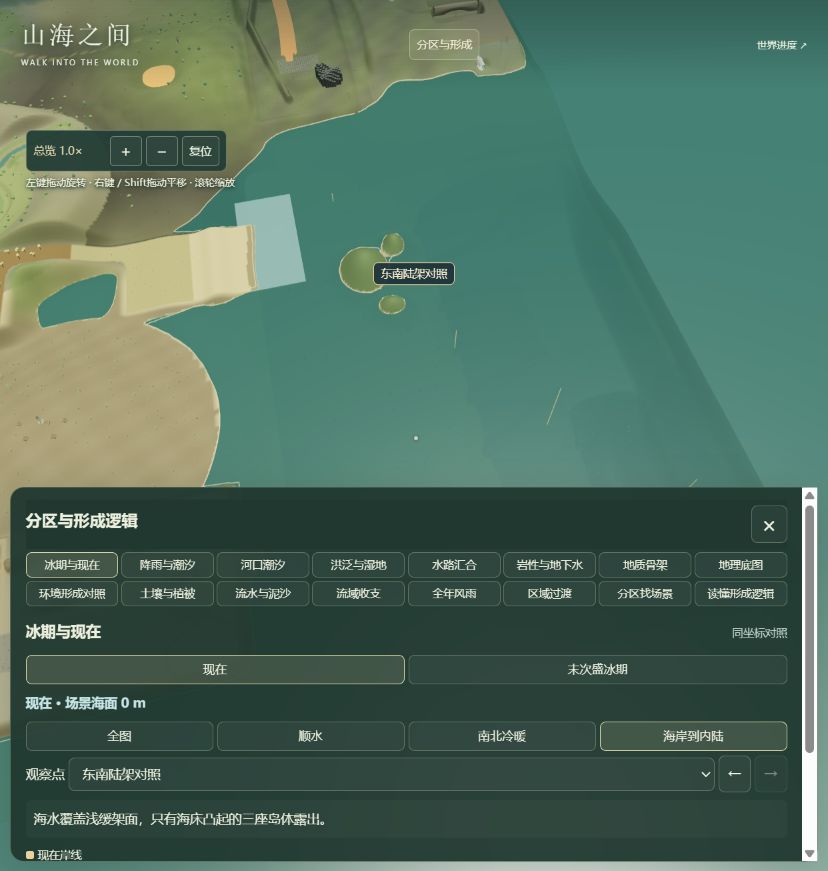 山海之间
WALK INTO THE WORLD
分区与形成
世界进度 ↗
总览 1.0×
+
−
复位
左键拖动旋转 · 右键 / Shift拖动平移 · 滚轮缩放
东南陆架对照
分区与形成逻辑
×
冰期与现在 降雨与潮汐 河口潮汐 洪泛与湿地 水路汇合 岩性与地下水 地质骨架 地理底图
环境形成对照 土壤与植被 流水与泥沙 流域收支 全年风雨 区域过渡 分区找场景 读懂形成逻辑
冰期与现在 同坐标对照
现在 末次盛冰期
现在 · 场景海面 0 m
全图 顺水 南北冷暖 海岸到内陆
观察点 东南陆架对照 ← →
海水覆盖浅缓架面，只有海床凸起的三座岛体露出。
现在岸线